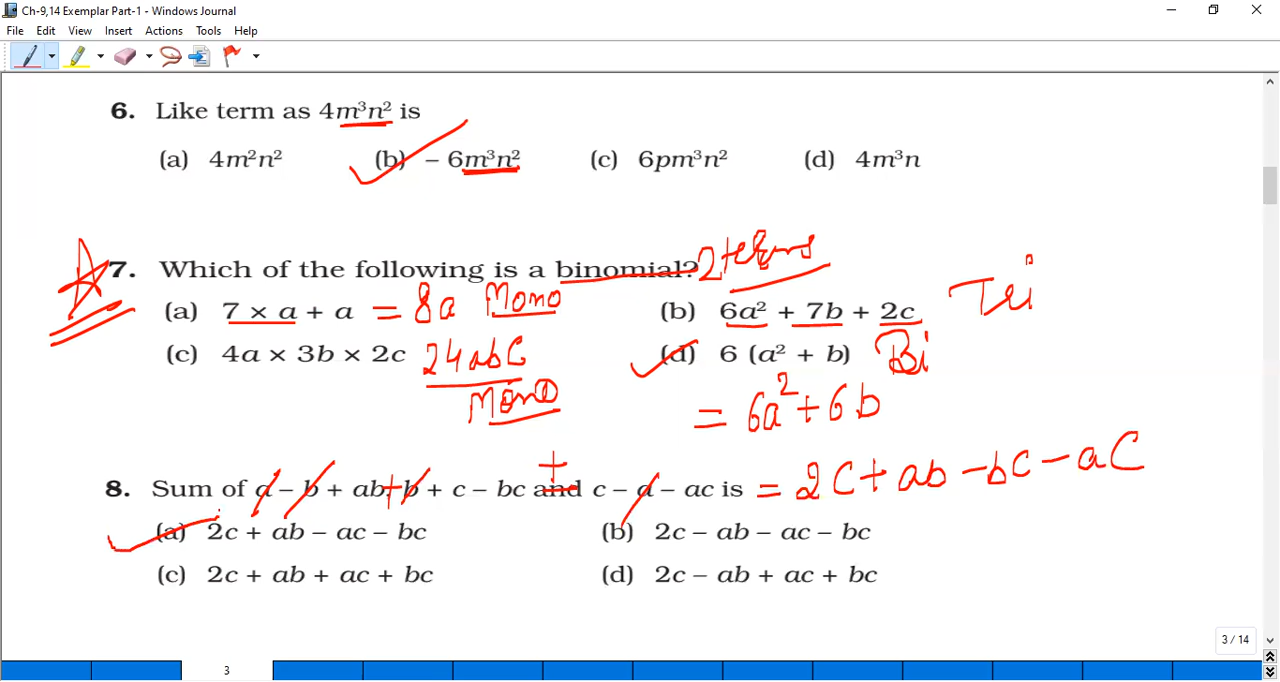 Ch-9,14 Exemplar Part-1 - Windows Journal
File Edit View Insert Actions Tools Help
6. Like term as 4m³n² is
(a) 4m²n² (b) – 6m³n² (c) 6pm³n² (d) 4m³n
7. Which of the following is a binomial? 2 terms
(a) 7 × a + a = 8a Mono (b) 6a² + 7b + 2c Tri
(c) 4a × 3b × 2c 24abC Mono (d) 6 (a² + b) Bi
= 6a² + 6b
8. Sum of a – b + ab + b + c – bc and + c – a – ac is = 2C + ab – bC – aC
(a) 2c + ab – ac – bc (b) 2c – ab – ac – bc
(c) 2c + ab + ac + bc (d) 2c – ab + ac + bc
3 / 14
3